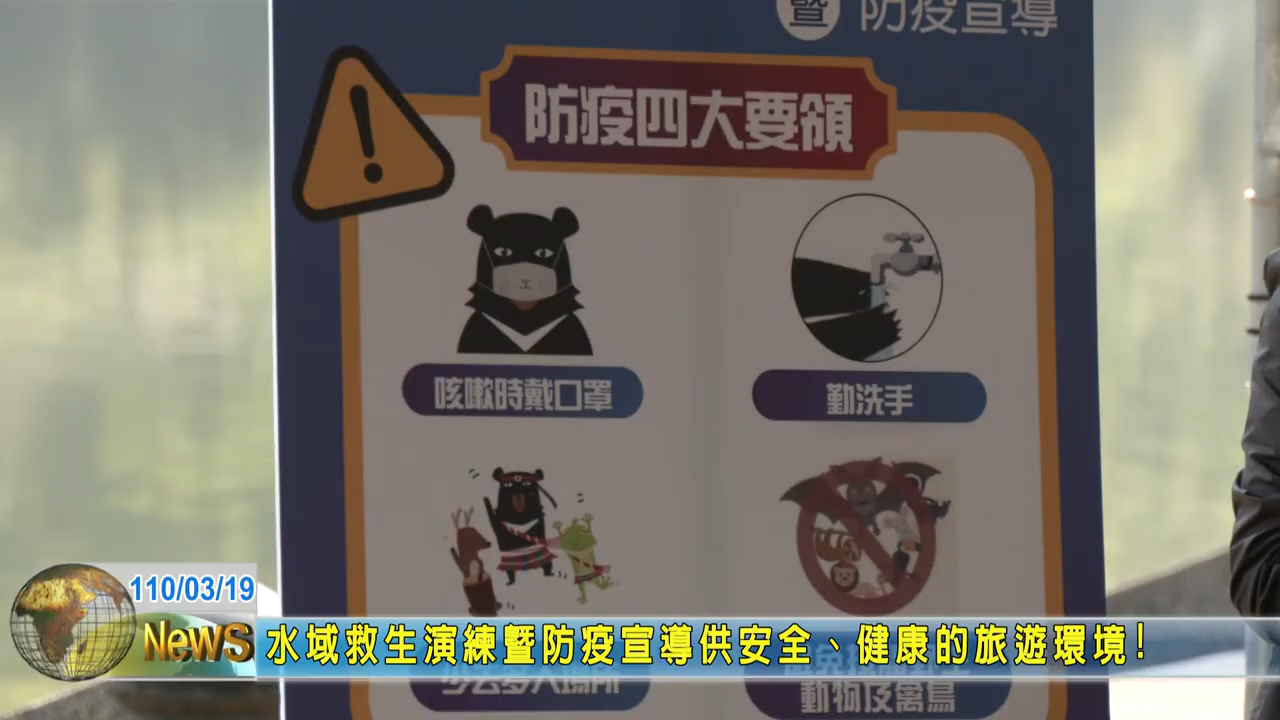 暨 防疫宣導
防疫四大要領
咳嗽時戴口罩
勤洗手
110/03/19
News
水域救生演練暨防疫宣導供安全、健康的旅遊環境!
動物及禽鳥